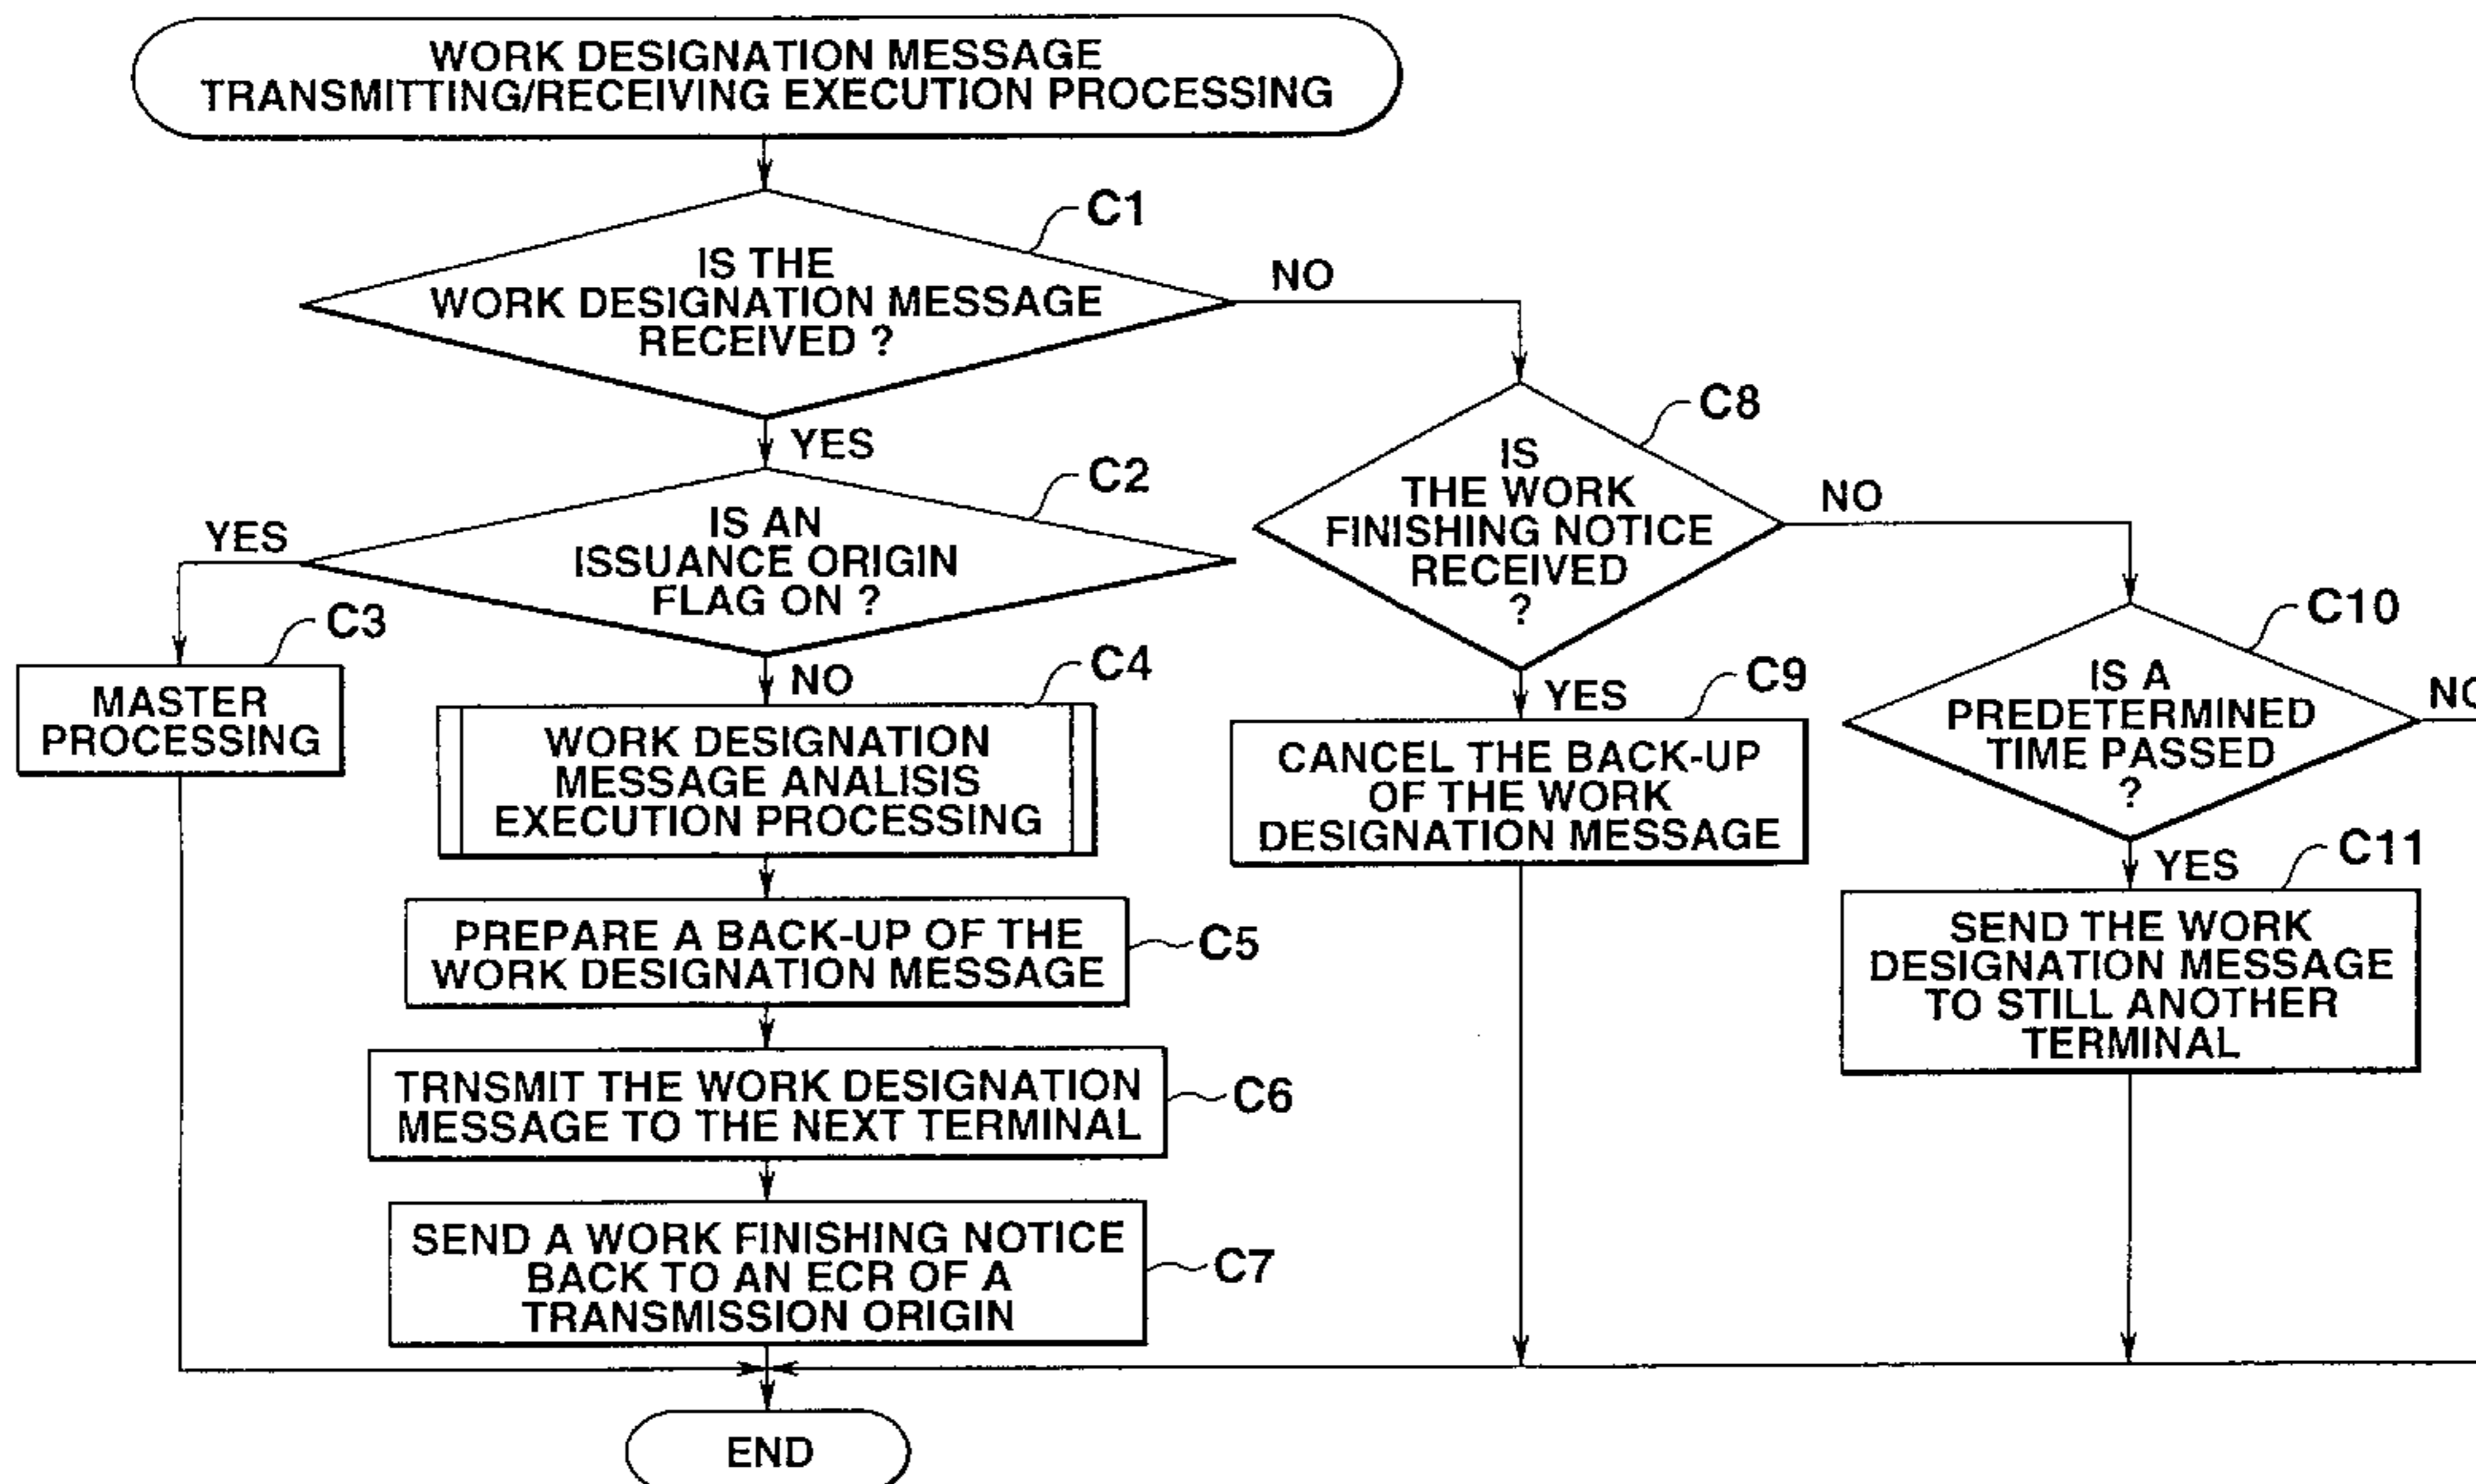 WORK DESIGNATION MESSAGE
TRANSMITTING/RECEIVING EXECUTION PROCESSING
C1
IS THE
WORK DESIGNATION MESSAGE
RECEIVED ?
NO
YES
C2
IS AN
ISSUANCE ORIGIN
FLAG ON ?
YES
C3
MASTER
PROCESSING
NO
C4
WORK DESIGNATION
MESSAGE ANALISIS
EXECUTION PROCESSING
PREPARE A BACK-UP OF THE
WORK DESIGNATION MESSAGE
C5
TRNSMIT THE WORK DESIGNATION
MESSAGE TO THE NEXT TERMINAL
C6
SEND A WORK FINISHING NOTICE
BACK TO AN ECR OF A
TRANSMISSION ORIGIN
C7
C8
IS
THE WORK
FINISHING NOTICE
RECEIVED
?
NO
YES
C9
CANCEL THE BACK-UP
OF THE WORK
DESIGNATION MESSAGE
C10
IS A
PREDETERMINED
TIME PASSED
?
NO
YES
C11
SEND THE WORK
DESIGNATION MESSAGE
TO STILL ANOTHER
TERMINAL
END